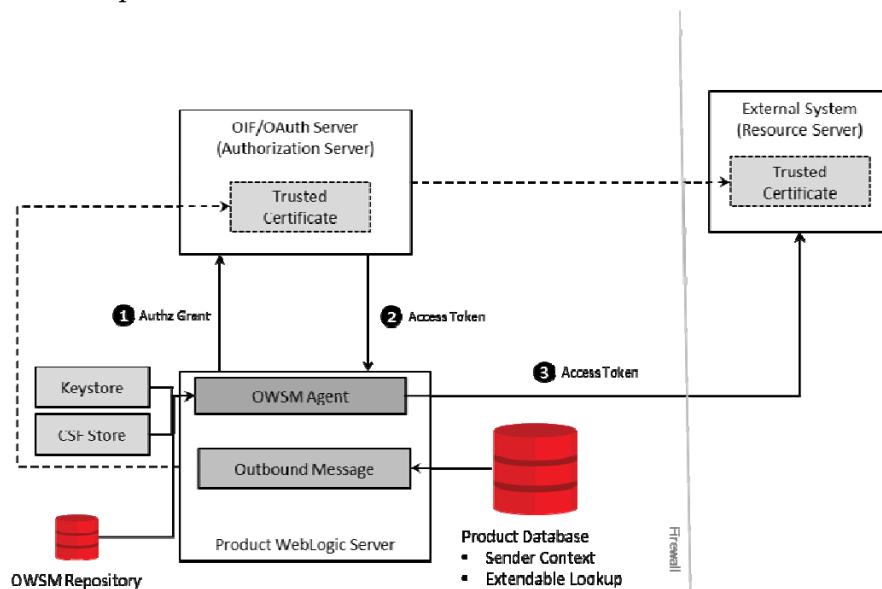 OIF/OAuth Server
(Authorization Server)
Trusted
Certificate
External System
(Resource Server)
Trusted
Certificate
1 Authz Grant
2 Access Token
3 Access Token
Keystore
CSF Store
OWSM Agent
Outbound Message
Product WebLogic Server
OWSM Repository
Product Database
▪ Sender Context
▪ Extendable Lookup
Firewall